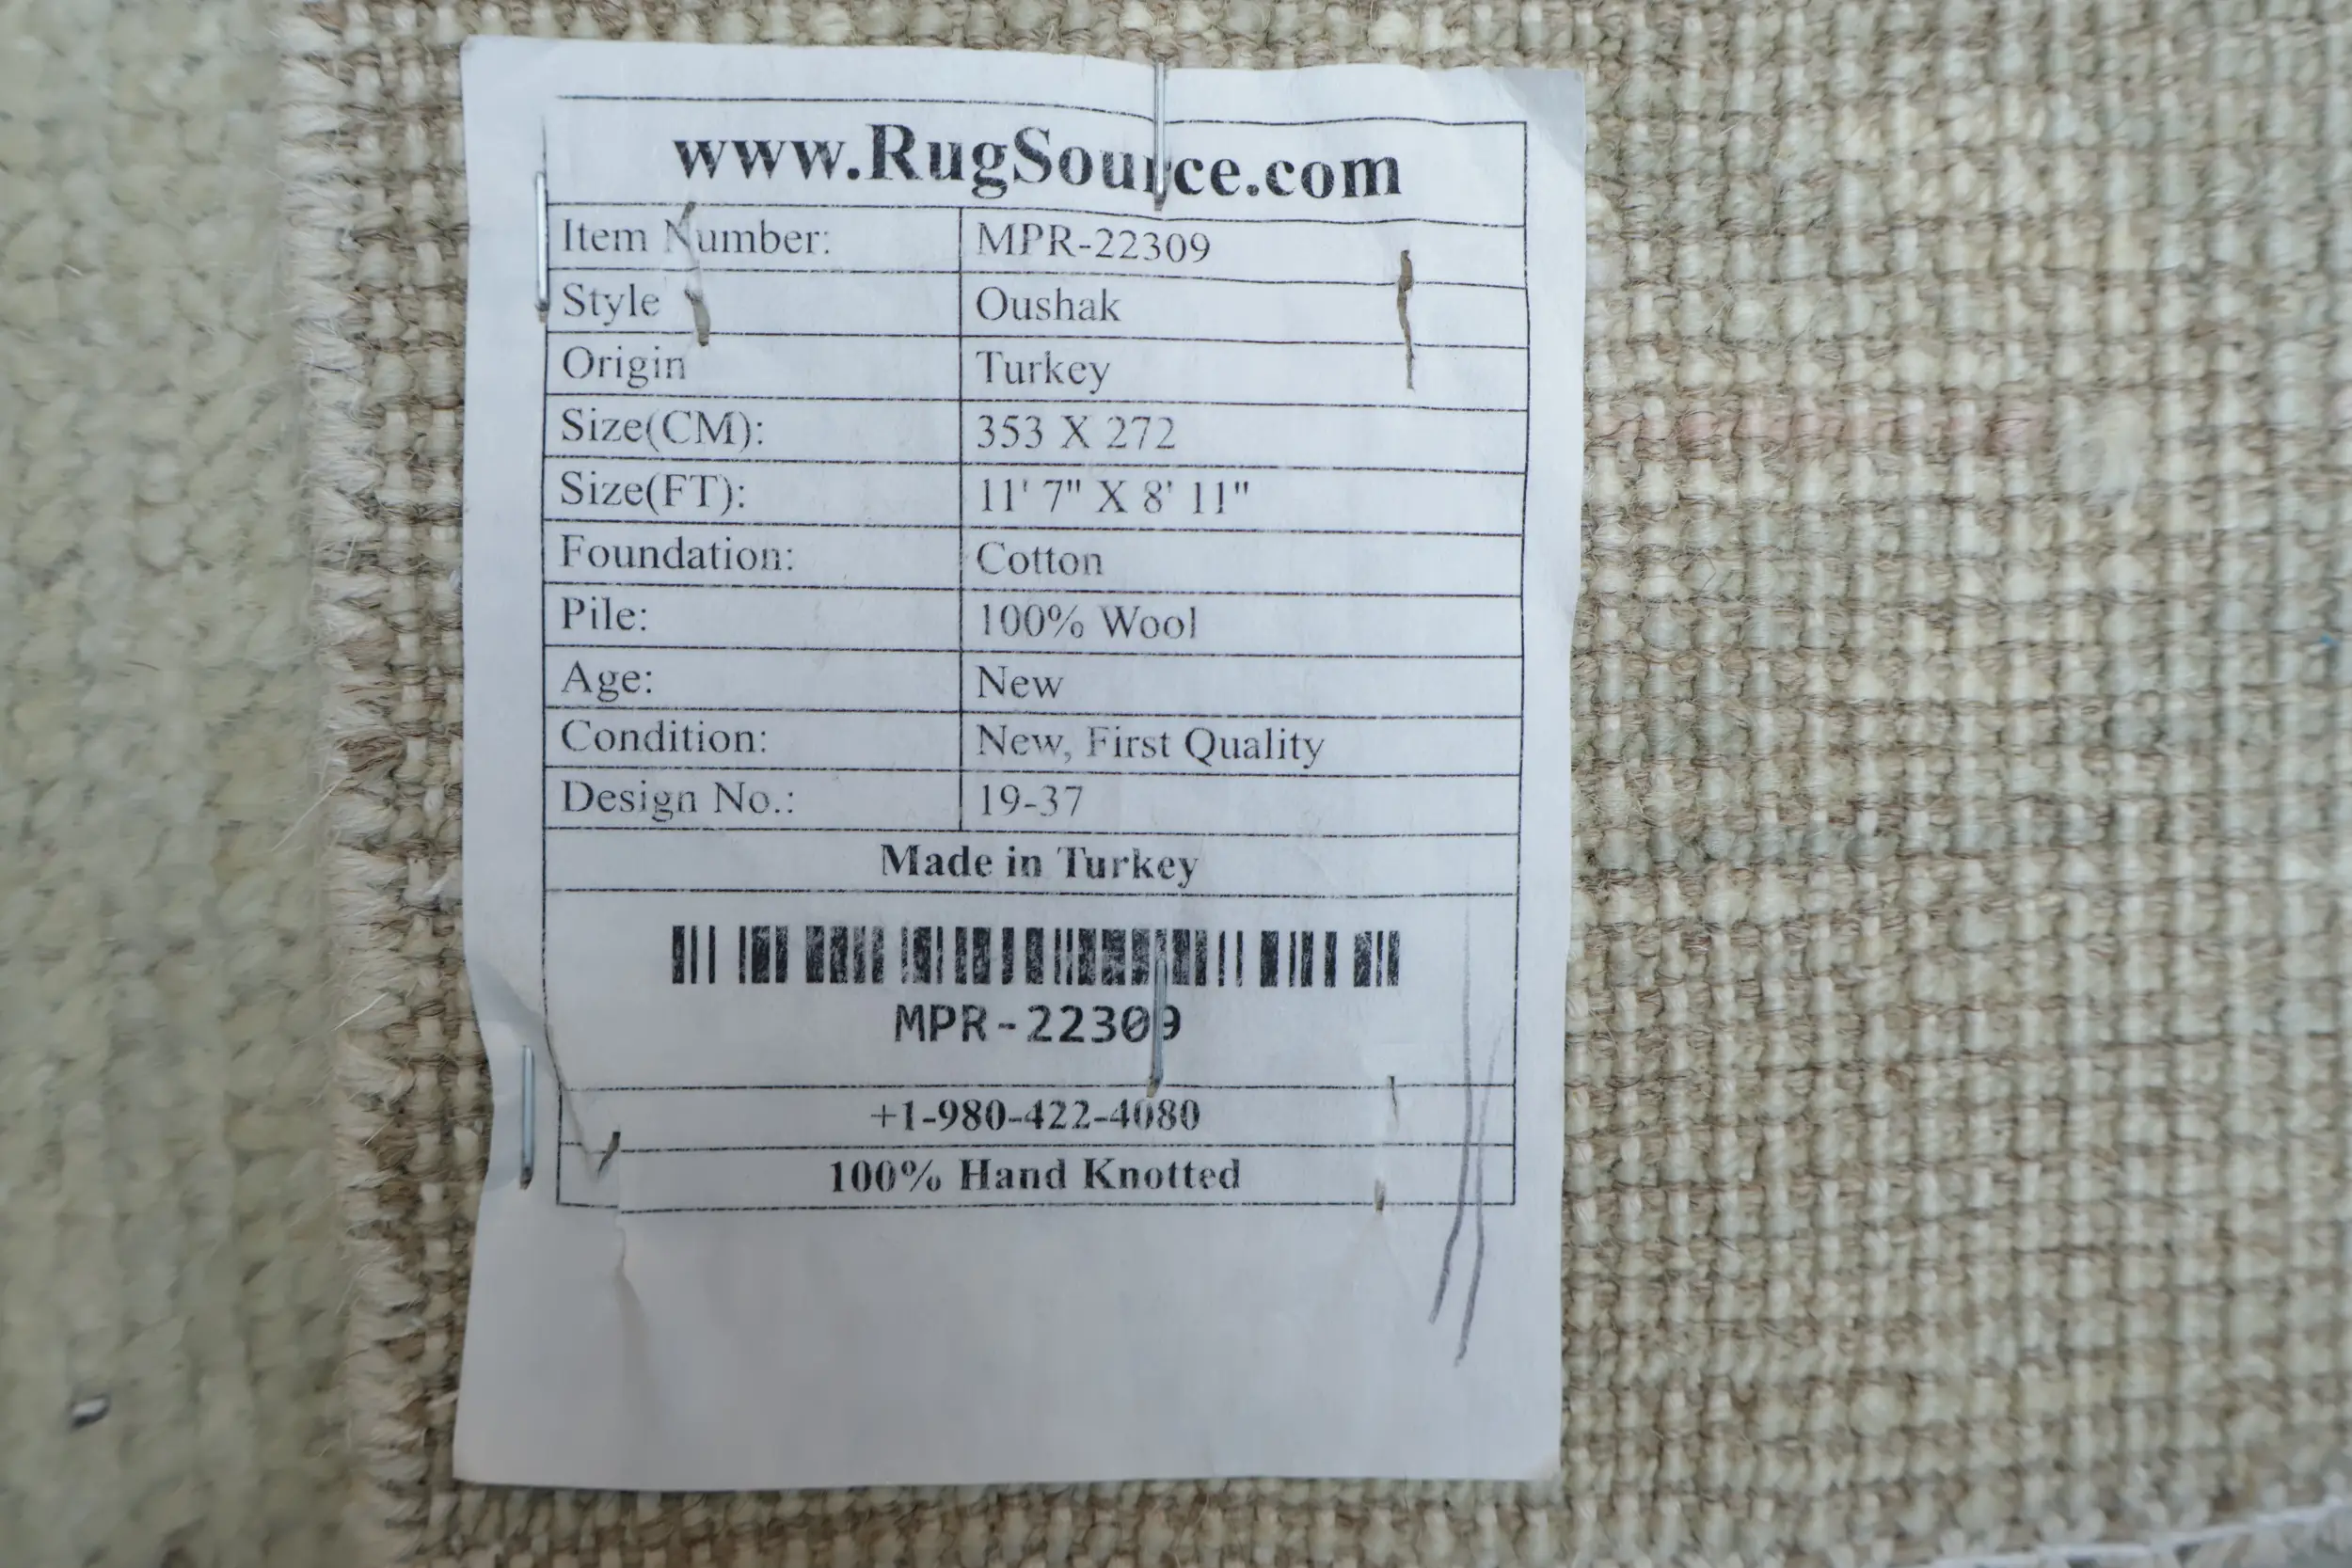 www.RugSource.com
Item Number: MPR-22309
Style Oushak
Origin Turkey
Size(CM): 353 X 272
Size(FT): 11' 7" X 8' 11"
Foundation: Cotton
Pile: 100% Wool
Age: New
Condition: New, First Quality
Design No.: 19-37
Made in Turkey
MPR-22309
+1-980-422-4080
100% Hand Knotted